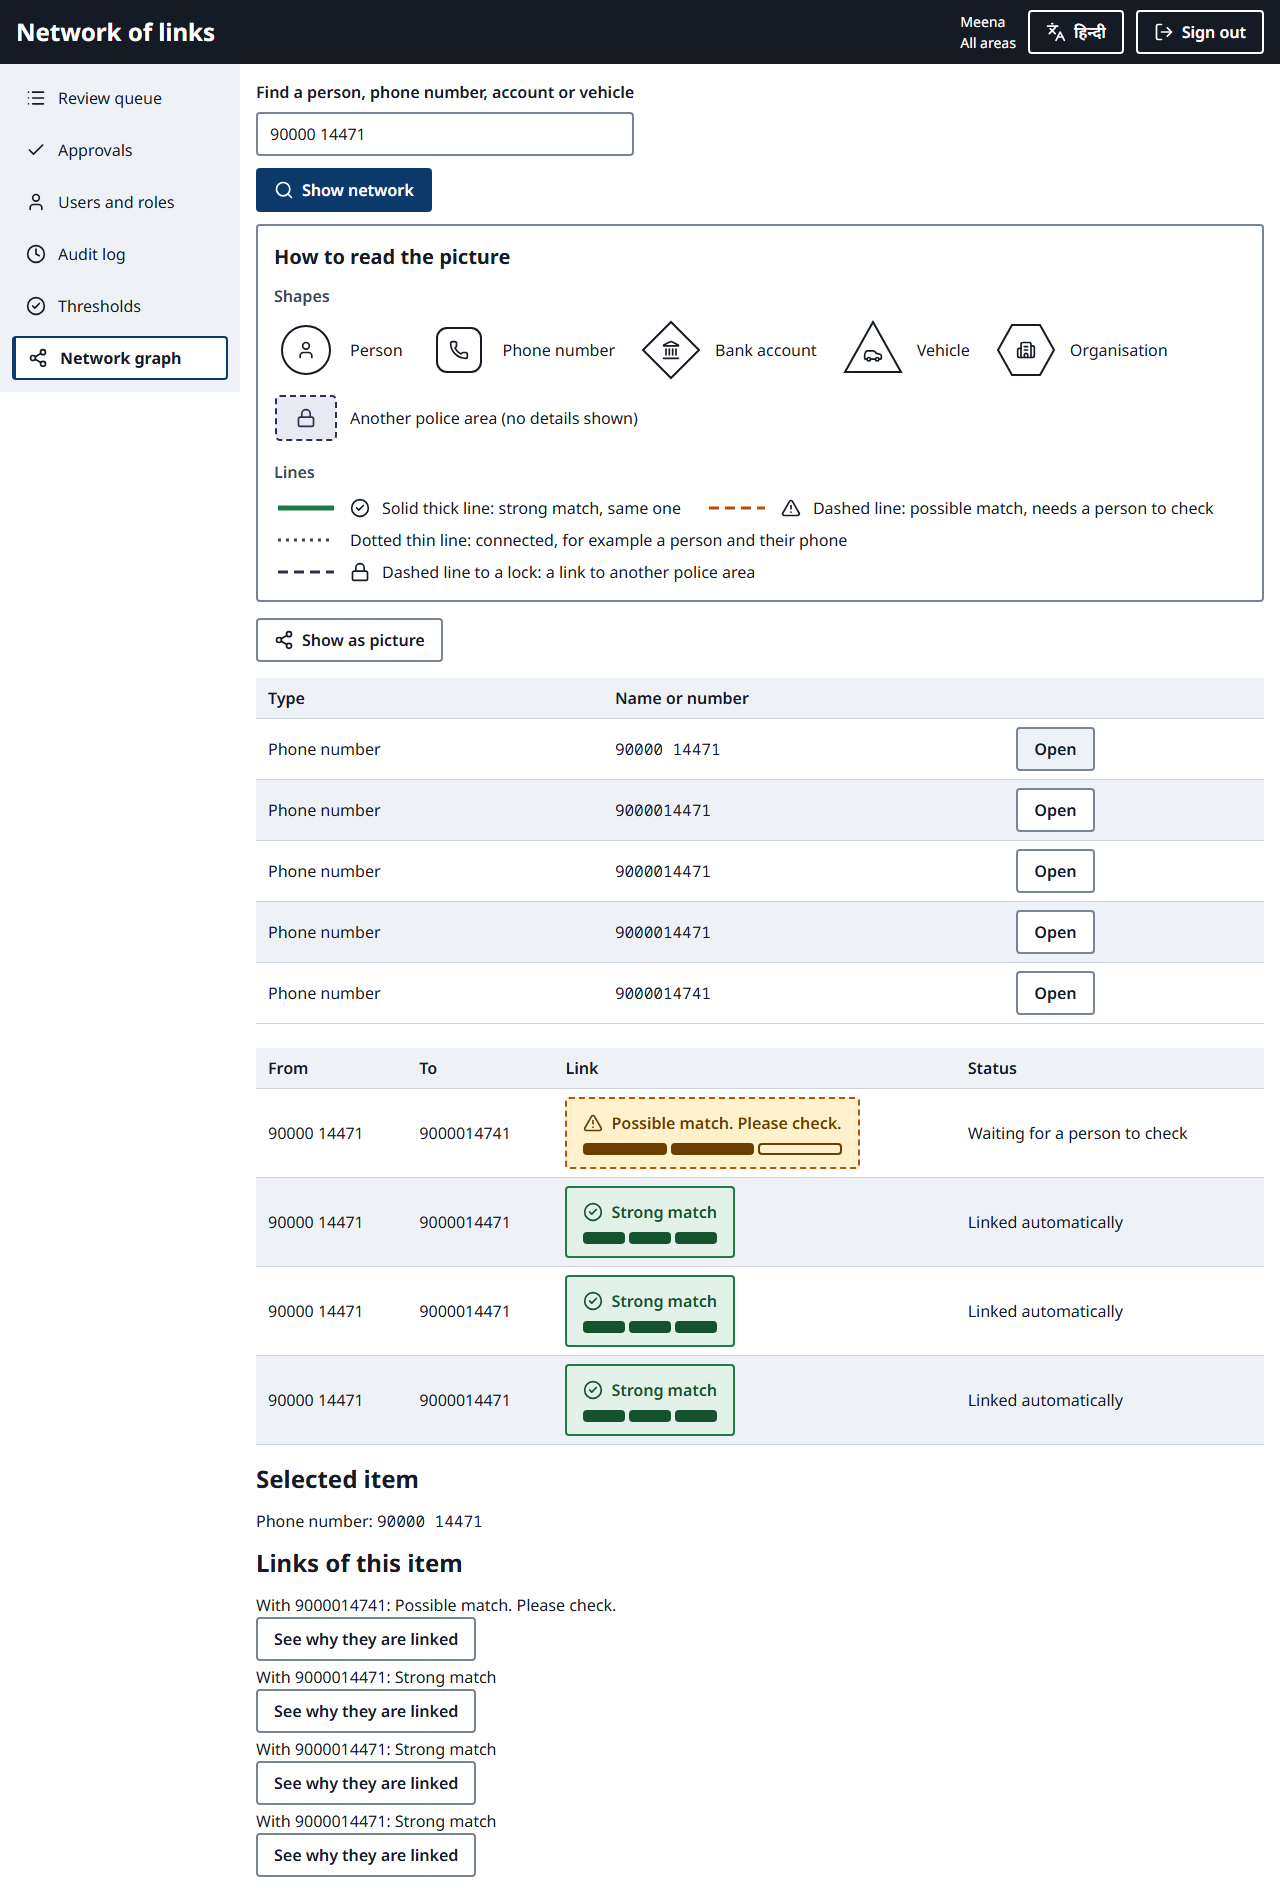 Network of links
Meena
All areas
हिन्दी
Sign out
Review queue
Approvals
Users and roles
Audit log
Thresholds
Network graph
Find a person, phone number, account or vehicle
90000 14471
Show network
How to read the picture
Shapes
Person
Phone number
Bank account
Vehicle
Organisation
Another police area (no details shown)
Lines
Solid thick line: strong match, same one
Dashed line: possible match, needs a person to check
Dotted thin line: connected, for example a person and their phone
Dashed line to a lock: a link to another police area
Show as picture
Type Name or number
Phone number 90000 14471 Open
Phone number 9000014471 Open
Phone number 9000014471 Open
Phone number 9000014471 Open
Phone number 9000014741 Open
From To Link Status
90000 14471 9000014741 Possible match. Please check. Waiting for a person to check
90000 14471 9000014471 Strong match Linked automatically
90000 14471 9000014471 Strong match Linked automatically
90000 14471 9000014471 Strong match Linked automatically
Selected item
Phone number: 90000 14471
Links of this item
With 9000014741: Possible match. Please check.
See why they are linked
With 9000014471: Strong match
See why they are linked
With 9000014471: Strong match
See why they are linked
With 9000014471: Strong match
See why they are linked